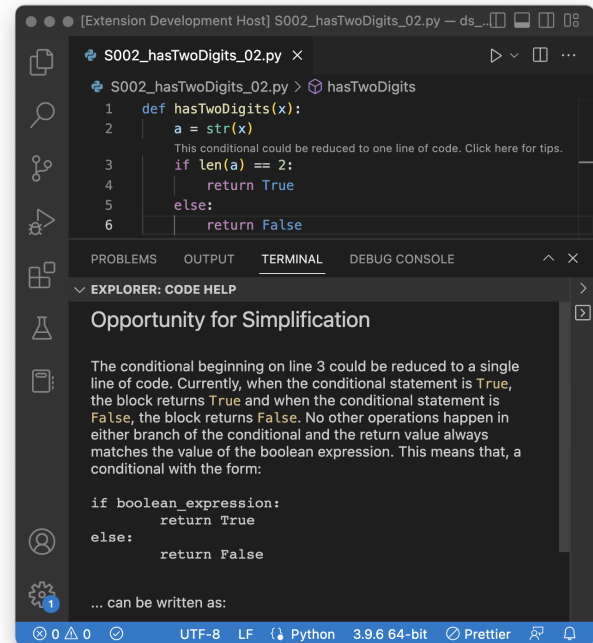 [Extension Development Host] S002_hasTwoDigits_02.py — ds_...
S002_hasTwoDigits_02.py ×
S002_hasTwoDigits_02.py > hasTwoDigits
1 def hasTwoDigits(x):
2     a = str(x)
This conditional could be reduced to one line of code. Click here for tips.
3     if len(a) == 2:
4         return True
5     else:
6         return False
PROBLEMS OUTPUT TERMINAL DEBUG CONSOLE
EXPLORER: CODE HELP
Opportunity for Simplification
The conditional beginning on line 3 could be reduced to a single
line of code. Currently, when the conditional statement is True,
the block returns True and when the conditional statement is
False, the block returns False. No other operations happen in
either branch of the conditional and the return value always
matches the value of the boolean expression. This means that, a
conditional with the form:
if boolean_expression:
        return True
else:
        return False
... can be written as:
1
0 0 UTF-8 LF Python 3.9.6 64-bit Prettier